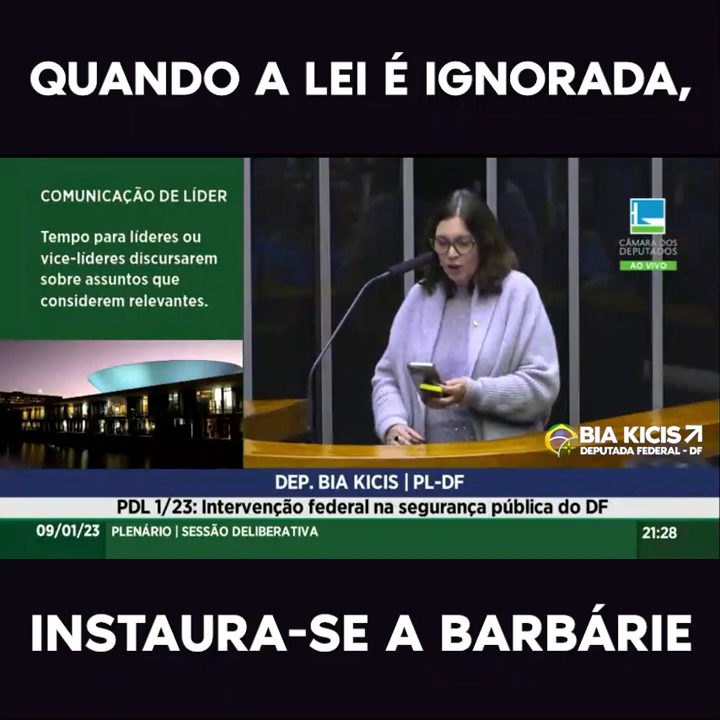 QUANDO A LEI É IGNORADA,
COMUNICAÇÃO DE LÍDER
Tempo para líderes ou
vice-líderes discursarem
sobre assuntos que
considerem relevantes.
CÂMARA DOS
DEPUTADOS
AO VIVO
BIA KICIS
DEPUTADA FEDERAL - DF
DEP. BIA KICIS | PL-DF
PDL 1/23: Intervenção federal na segurança pública do DF
09/01/23 PLENÁRIO | SESSÃO DELIBERATIVA 21:28
INSTAURA-SE A BARBÁRIE